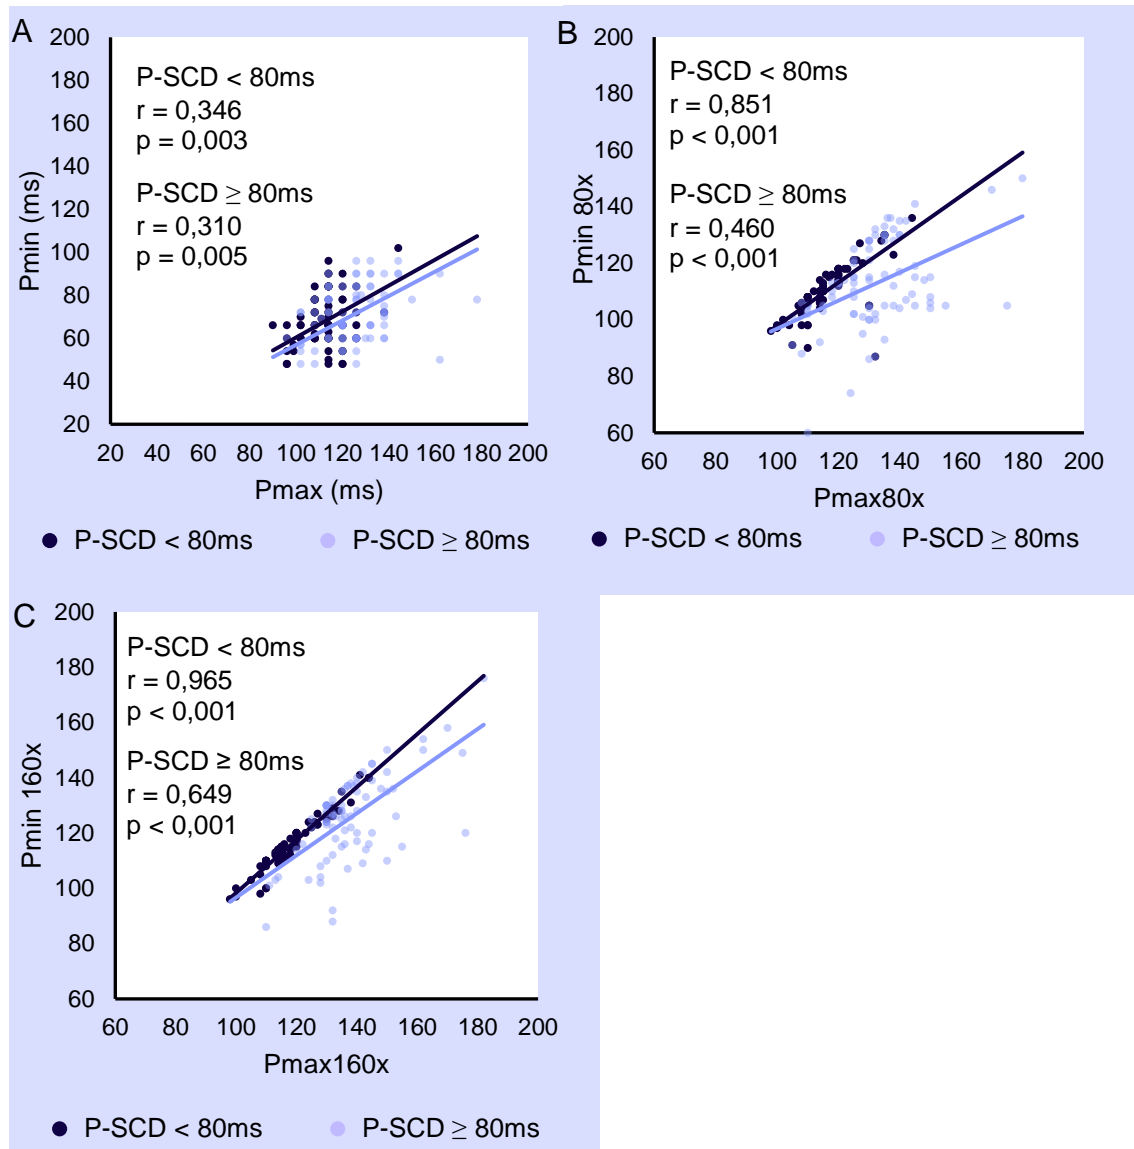 A
200
180
160
140
120
100
80
60
40
20
Pmin (ms)
P-SCD < 80ms
r = 0,346
p = 0,003
P-SCD ≥ 80ms
r = 0,310
p = 0,005
20 40 60 80 100 120 140 160 180 200
Pmax (ms)
P-SCD < 80ms P-SCD ≥ 80ms
B
200
180
160
140
120
100
80
60
Pmin 80x
P-SCD < 80ms
r = 0,851
p < 0,001
P-SCD ≥ 80ms
r = 0,460
p < 0,001
60 80 100 120 140 160 180 200
Pmax80x
P-SCD < 80ms P-SCD ≥ 80ms
C
200
180
160
140
120
100
80
60
Pmin 160x
P-SCD < 80ms
r = 0,965
p < 0,001
P-SCD ≥ 80ms
r = 0,649
p < 0,001
60 80 100 120 140 160 180 200
Pmax160x
P-SCD < 80ms P-SCD ≥ 80ms